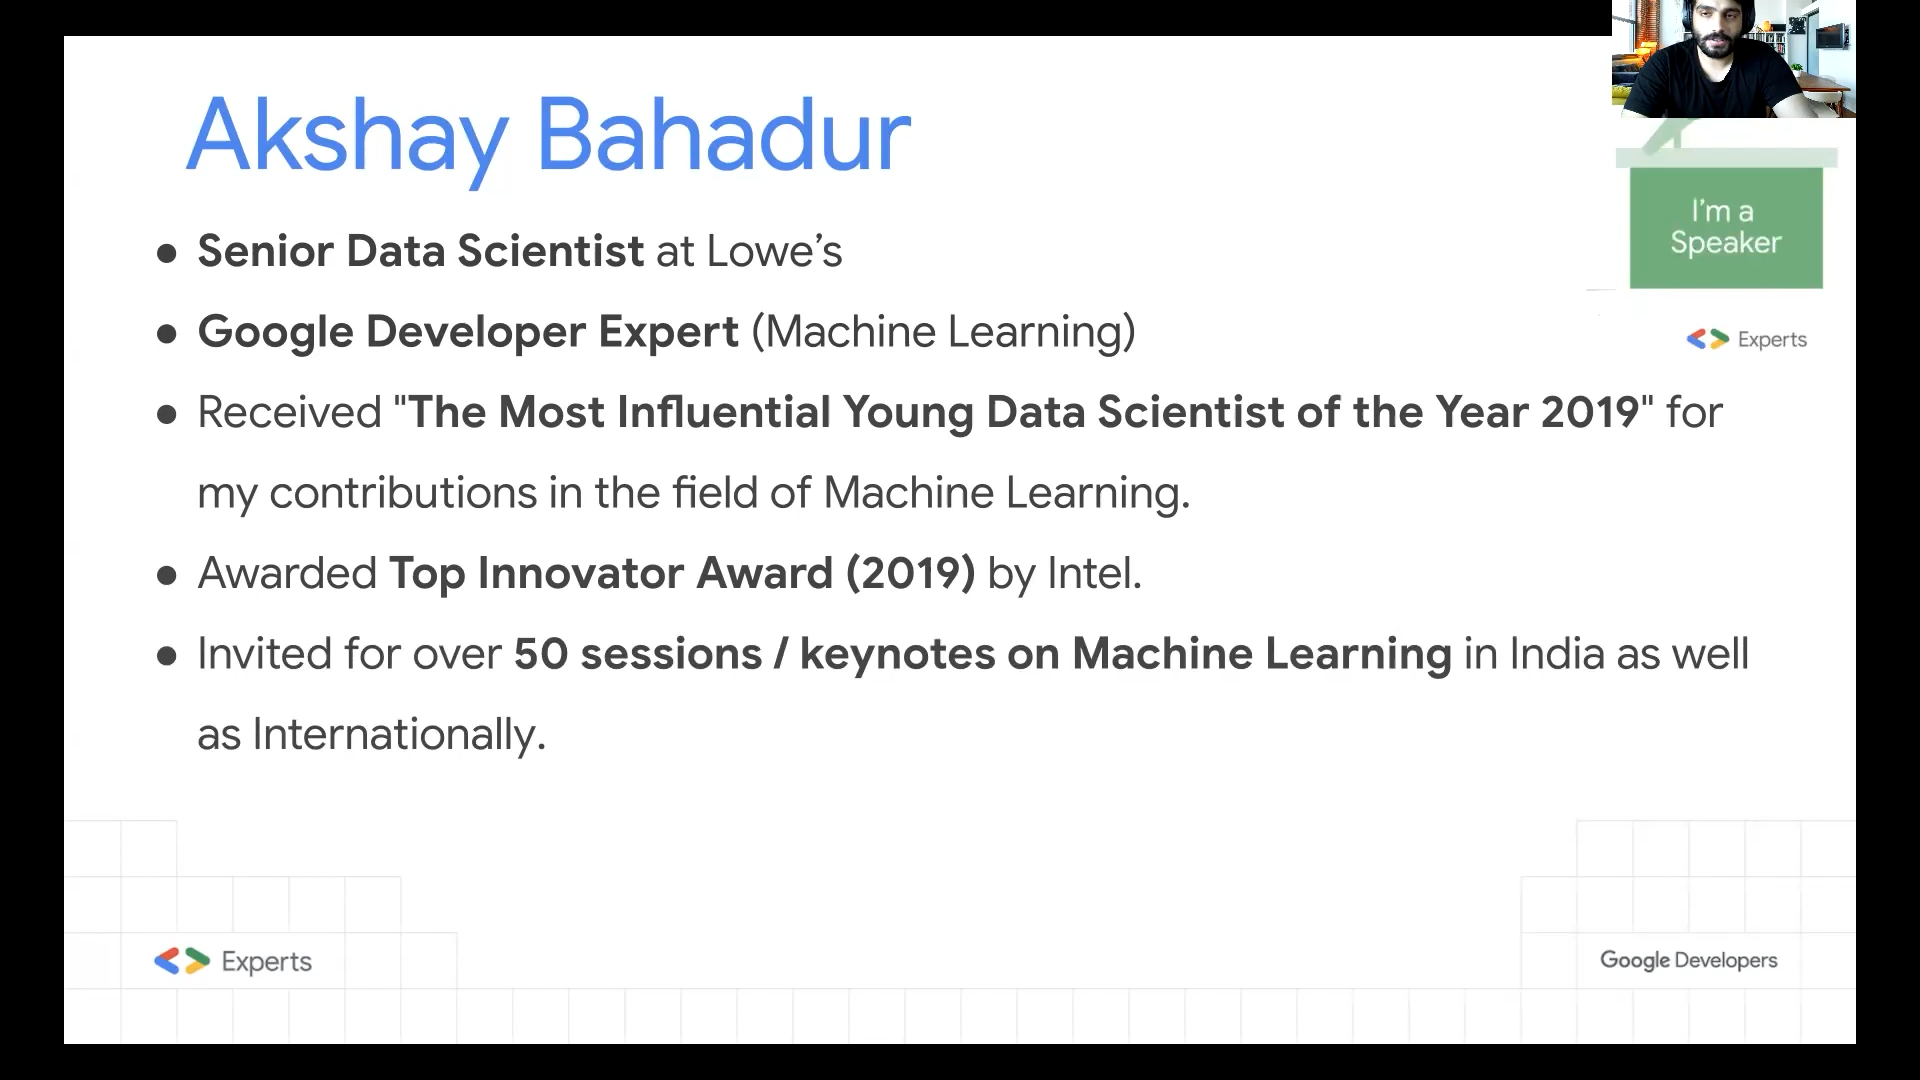 Akshay Bahadur
● Senior Data Scientist at Lowe’s
● Google Developer Expert (Machine Learning)
● Received "The Most Influential Young Data Scientist of the Year 2019" for
my contributions in the field of Machine Learning.
● Awarded Top Innovator Award (2019) by Intel.
● Invited for over 50 sessions / keynotes on Machine Learning in India as well
as Internationally.
I’m a
Speaker
Experts
Experts
Google Developers